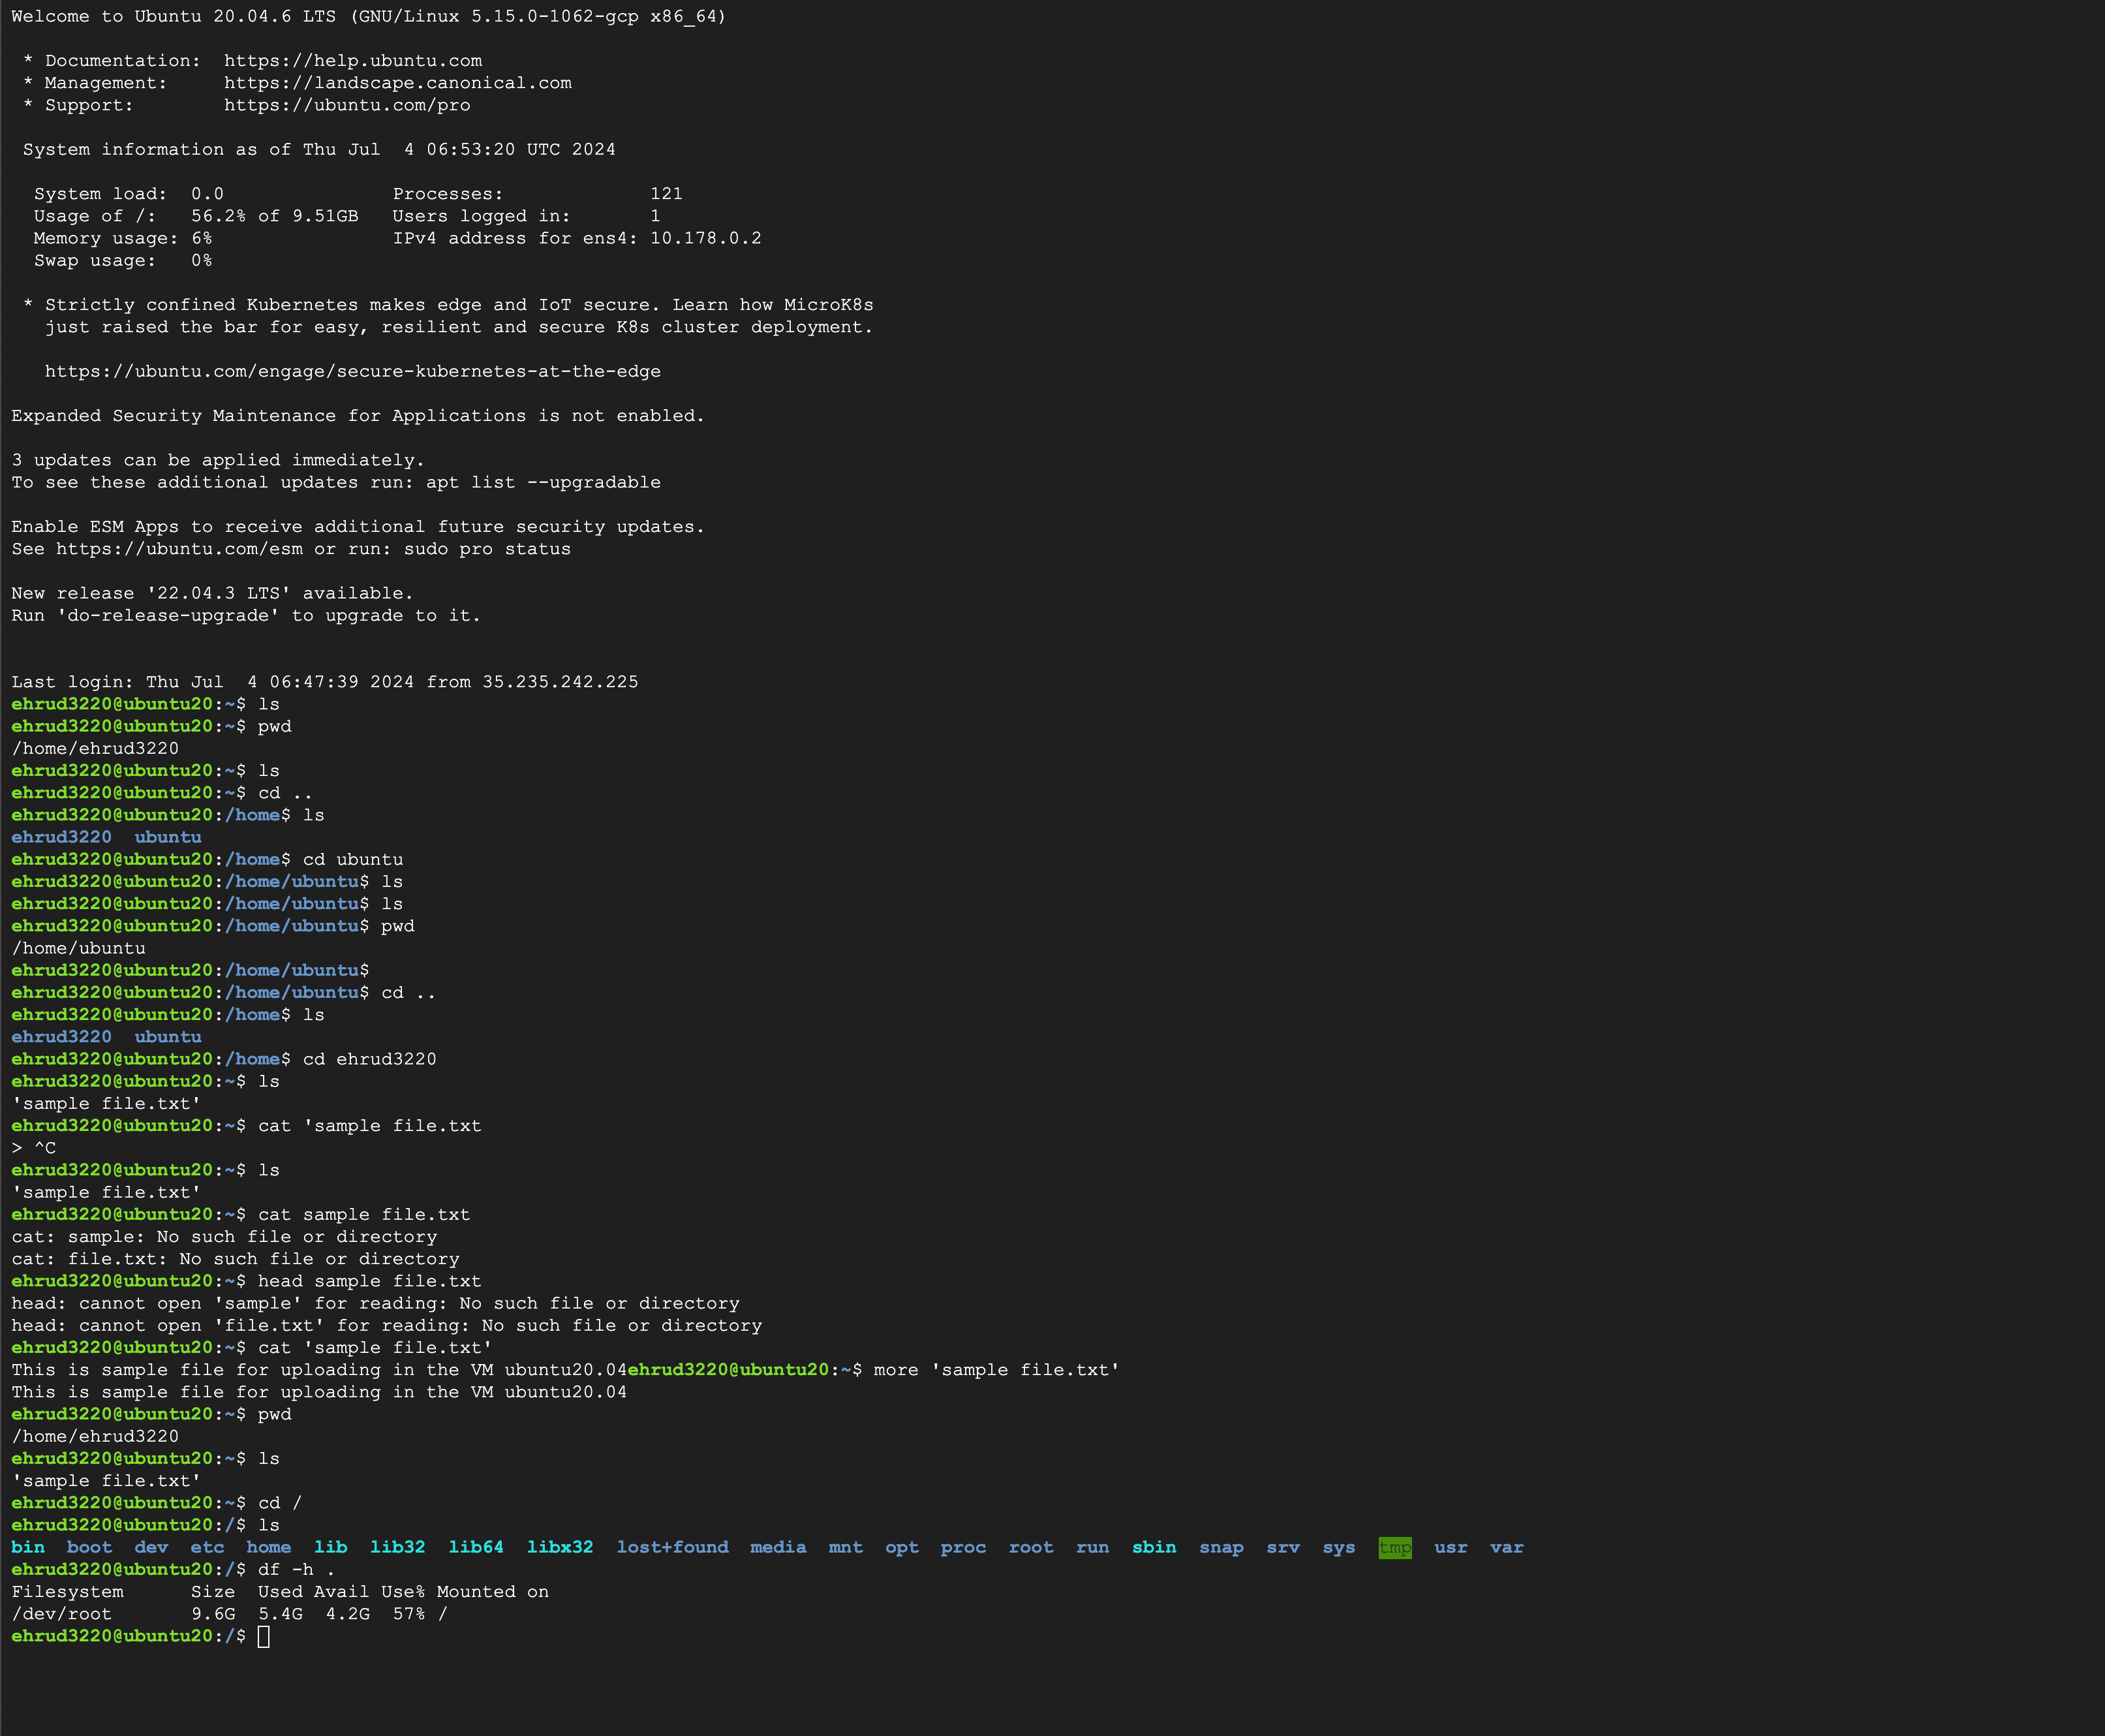 Welcome to Ubuntu 20.04.6 LTS (GNU/Linux 5.15.0-1062-gcp x86_64)
* Documentation:  https://help.ubuntu.com
* Management:     https://landscape.canonical.com
* Support:        https://ubuntu.com/pro
System information as of Thu Jul  4 06:53:20 UTC 2024
System load:  0.0               Processes:             121
Usage of /:   56.2% of 9.51GB   Users logged in:       1
Memory usage: 6%                IPv4 address for ens4: 10.178.0.2
Swap usage:   0%
* Strictly confined Kubernetes makes edge and IoT secure. Learn how MicroK8s
just raised the bar for easy, resilient and secure K8s cluster deployment.
https://ubuntu.com/engage/secure-kubernetes-at-the-edge
Expanded Security Maintenance for Applications is not enabled.
3 updates can be applied immediately.
To see these additional updates run: apt list --upgradable
Enable ESM Apps to receive additional future security updates.
See https://ubuntu.com/esm or run: sudo pro status
New release '22.04.3 LTS' available.
Run 'do-release-upgrade' to upgrade to it.
Last login: Thu Jul  4 06:47:39 2024 from 35.235.242.225
ehrud3220@ubuntu20:~$ ls
ehrud3220@ubuntu20:~$ pwd
/home/ehrud3220
ehrud3220@ubuntu20:~$ ls
ehrud3220@ubuntu20:~$ cd ..
ehrud3220@ubuntu20:/home$ ls
ehrud3220  ubuntu
ehrud3220@ubuntu20:/home$ cd ubuntu
ehrud3220@ubuntu20:/home/ubuntu$ ls
ehrud3220@ubuntu20:/home/ubuntu$ ls
ehrud3220@ubuntu20:/home/ubuntu$ pwd
/home/ubuntu
ehrud3220@ubuntu20:/home/ubuntu$
ehrud3220@ubuntu20:/home/ubuntu$ cd ..
ehrud3220@ubuntu20:/home$ ls
ehrud3220  ubuntu
ehrud3220@ubuntu20:/home$ cd ehrud3220
ehrud3220@ubuntu20:~$ ls
'sample file.txt'
ehrud3220@ubuntu20:~$ cat 'sample file.txt
> ^C
ehrud3220@ubuntu20:~$ ls
'sample file.txt'
ehrud3220@ubuntu20:~$ cat sample file.txt
cat: sample: No such file or directory
cat: file.txt: No such file or directory
ehrud3220@ubuntu20:~$ head sample file.txt
head: cannot open 'sample' for reading: No such file or directory
head: cannot open 'file.txt' for reading: No such file or directory
ehrud3220@ubuntu20:~$ cat 'sample file.txt'
This is sample file for uploading in the VM ubuntu20.04ehrud3220@ubuntu20:~$ more 'sample file.txt'
This is sample file for uploading in the VM ubuntu20.04
ehrud3220@ubuntu20:~$ pwd
/home/ehrud3220
ehrud3220@ubuntu20:~$ ls
'sample file.txt'
ehrud3220@ubuntu20:~$ cd /
ehrud3220@ubuntu20:/$ ls
bin  boot  dev  etc  home  lib  lib32  lib64  libx32  lost+found  media  mnt  opt  proc  root  run  sbin  snap  srv  sys  tmp  usr  var
ehrud3220@ubuntu20:/$ df -h .
Filesystem      Size  Used Avail Use% Mounted on
/dev/root       9.6G  5.4G  4.2G  57% /
ehrud3220@ubuntu20:/$